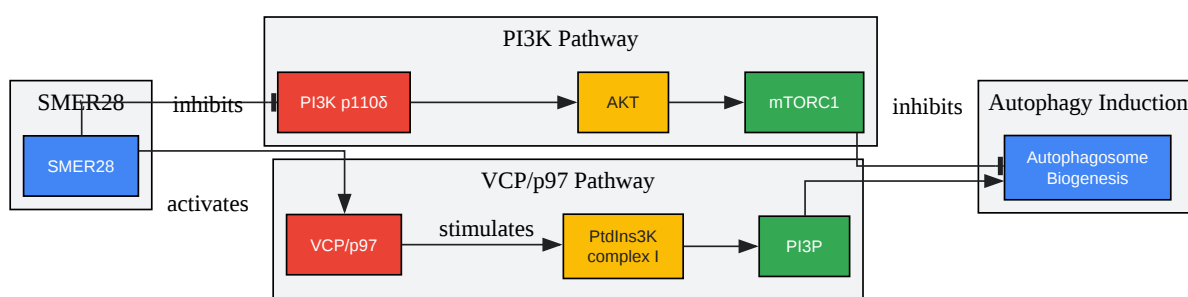 PI3K Pathway
SMER28
inhibits
PI3K p110δ
AKT
mTORC1
inhibits
Autophagy Induction
SMER28
Autophagosome
Biogenesis
activates
VCP/p97 Pathway
VCP/p97
stimulates
PtdIns3K
complex I
PI3P